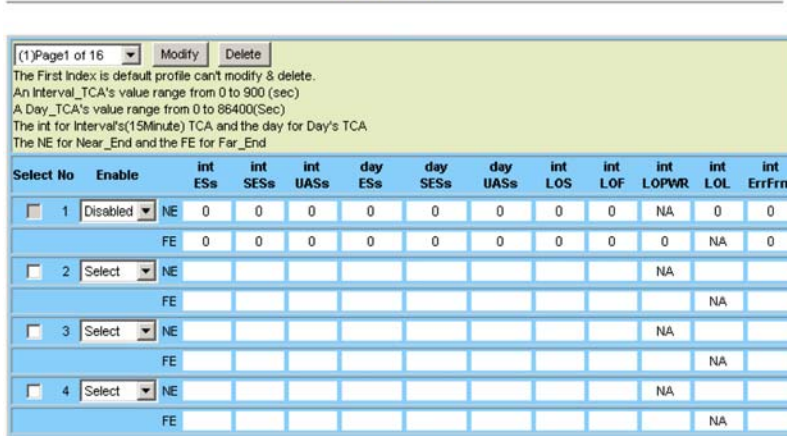 (1)Page1 of 16 Modify Delete
The First Index is default profile can't modify & delete.
An Interval_TCA's value range from 0 to 900 (sec)
A Day_TCA's value range from 0 to 86400(Sec)
The int for Interval's(15Minute) TCA and the day for Day's TCA
The NE for Near_End and the FE for Far_End
Select No Enable int ESs int SESs int UASs day ESs day SESs day UASs int LOS int LOF int LOPWR int LOL int ErrFrn
1 Disabled NE 0 0 0 0 0 0 0 0 NA 0 0
FE 0 0 0 0 0 0 0 0 0 NA 0
2 Select NE NA
FE NA
3 Select NE NA
FE NA
4 Select NE NA
FE NA